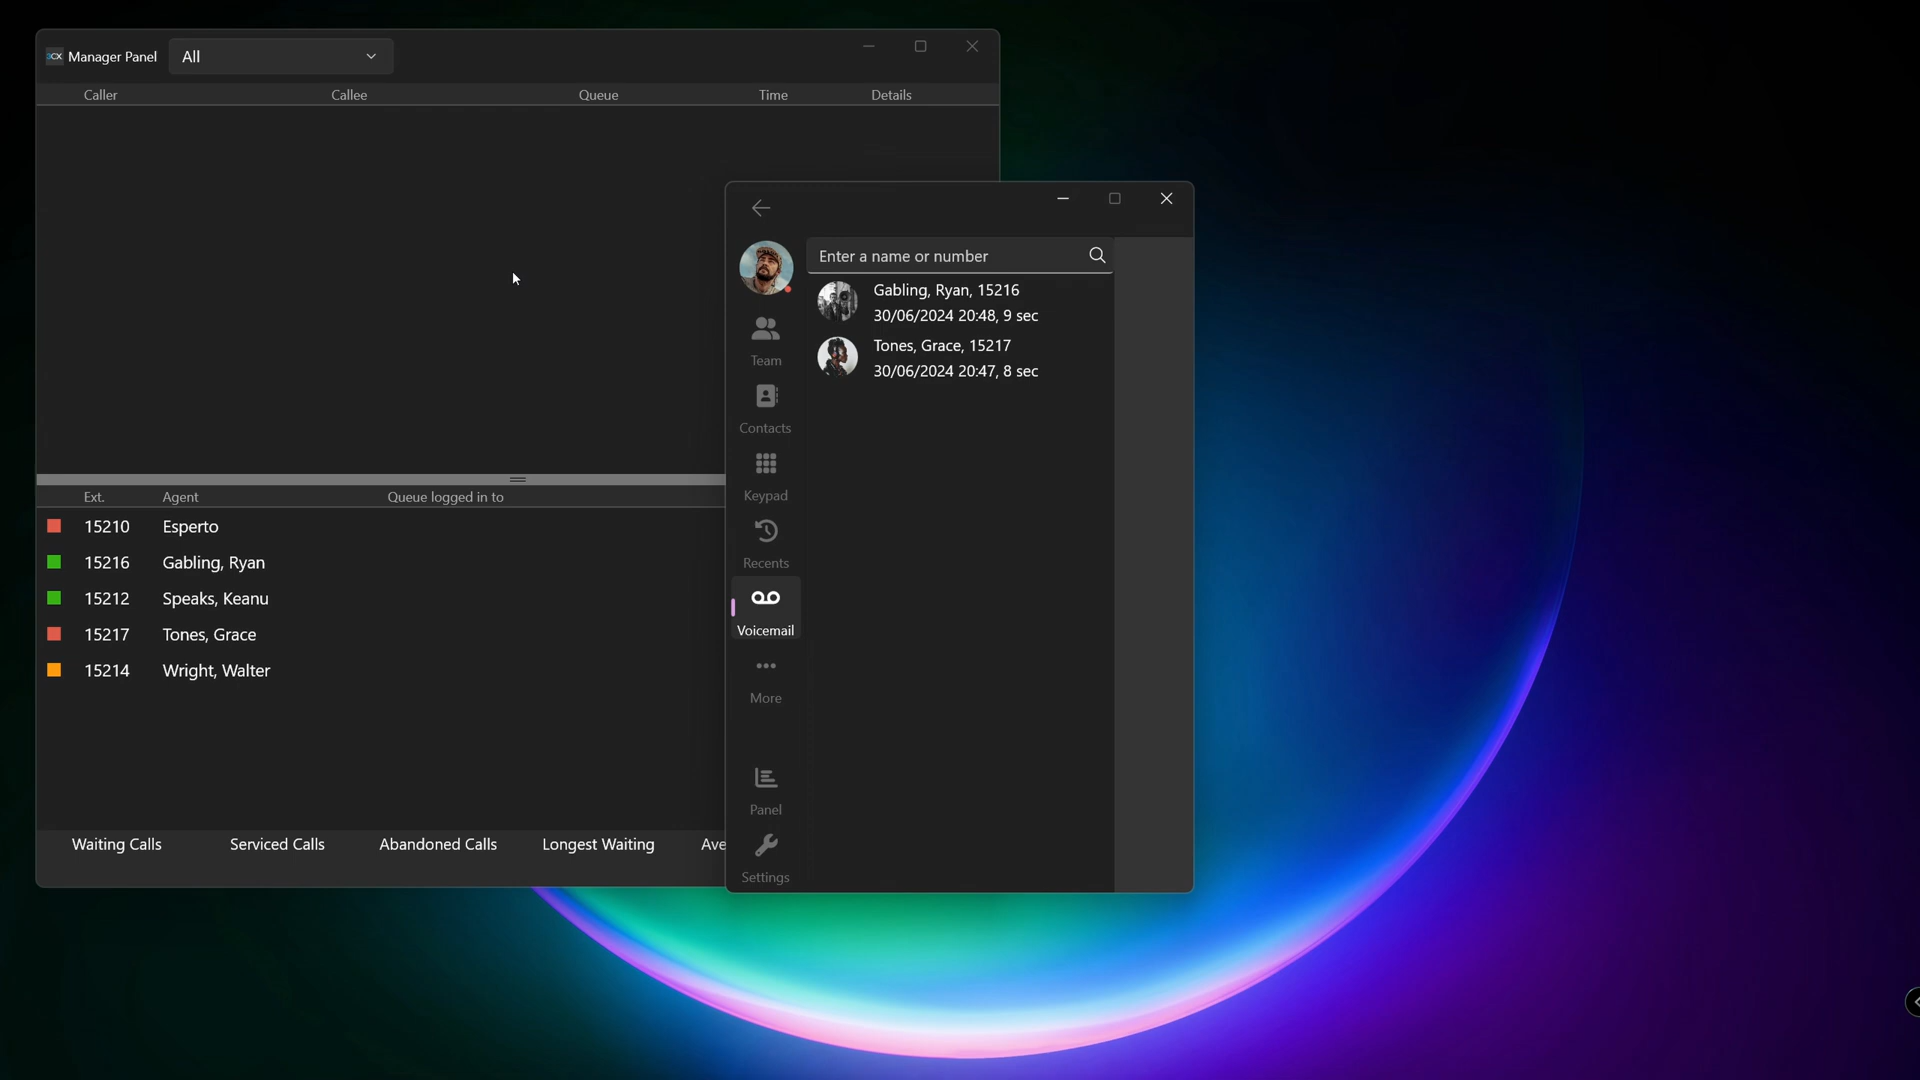 3CX Manager Panel All
Caller Callee Queue Time Details
Ext. Agent Queue logged in to
15210 Esperto
15216 Gabling, Ryan
15212 Speaks, Keanu
15217 Tones, Grace
15214 Wright, Walter
Waiting Calls Serviced Calls Abandoned Calls Longest Waiting Ave
Enter a name or number
Gabling, Ryan, 15216
30/06/2024 20:48, 9 sec
Tones, Grace, 15217
30/06/2024 20:47, 8 sec
Team
Contacts
Keypad
Recents
Voicemail
More
Panel
Settings